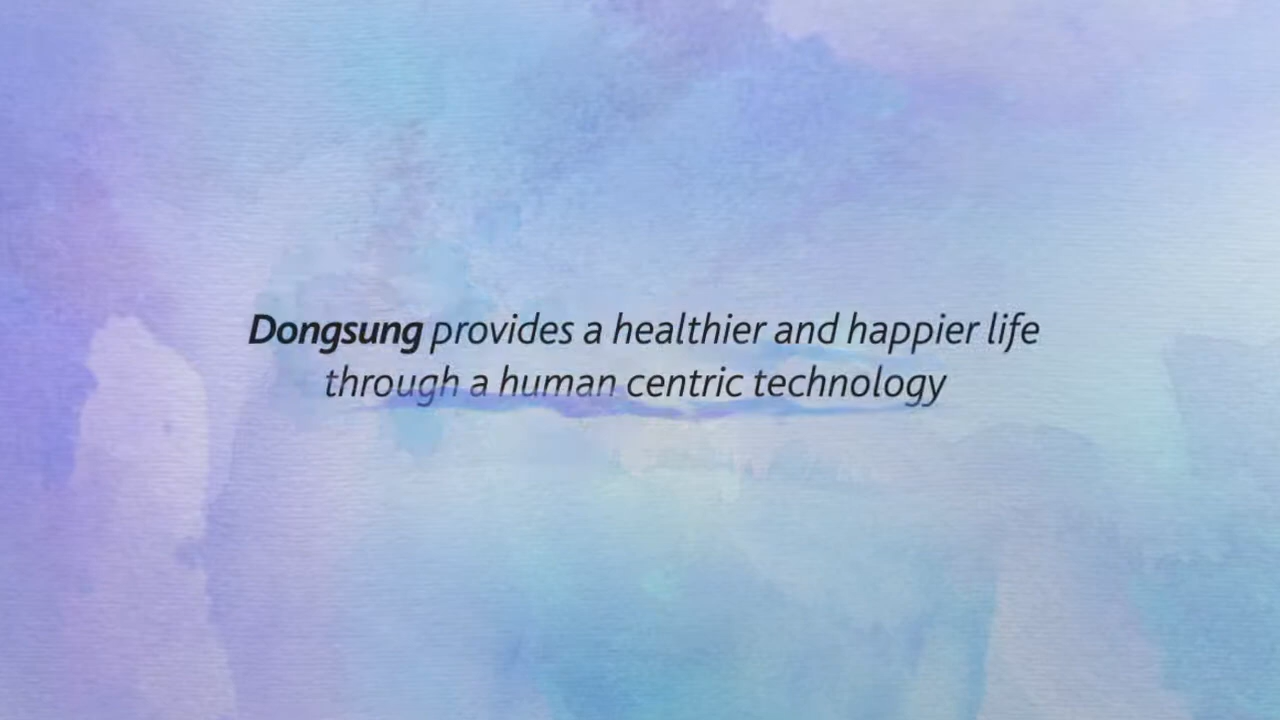 Dongsung provides a healthier and happier life
through a human centric technology